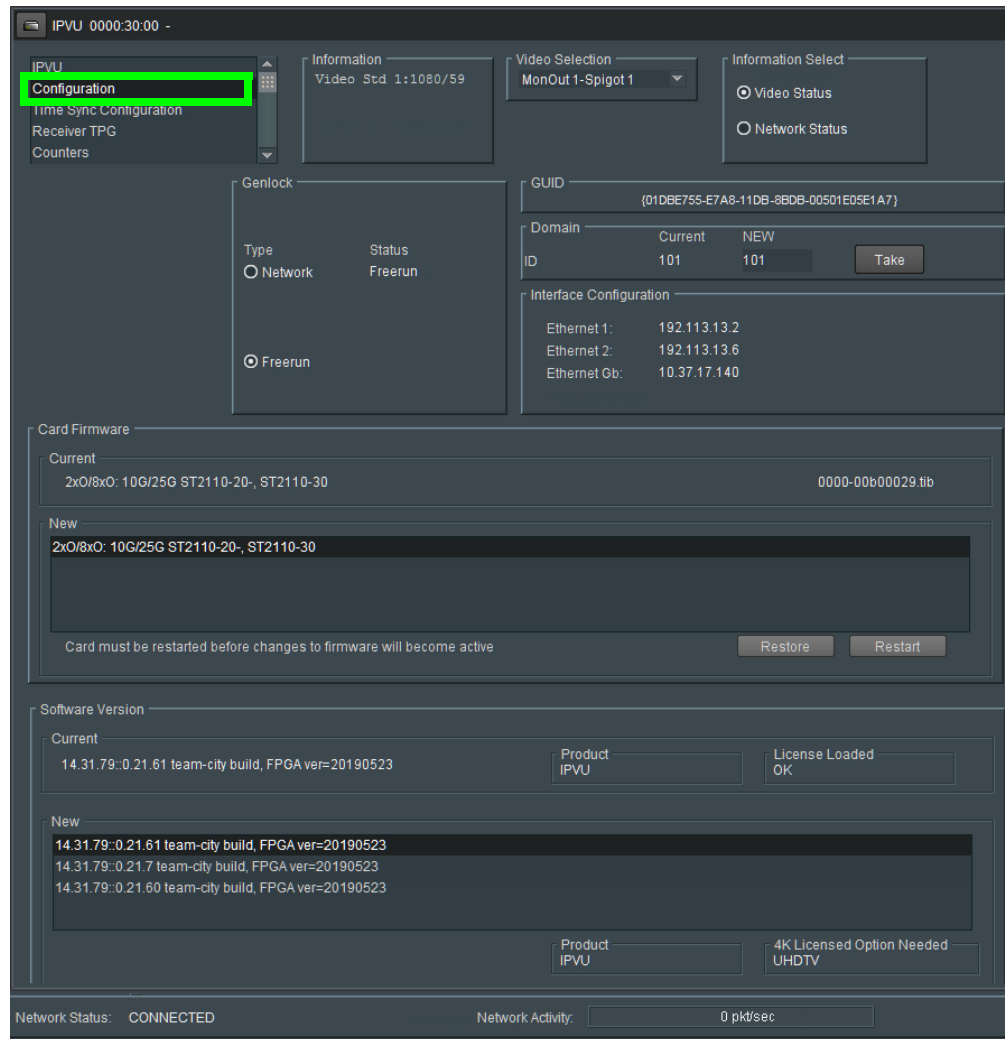 IPVU 0000:30:00 -
IPVU
Configuration
Time Sync Configuration
Receiver TPG
Counters
Information
Video Std 1:1080/59
Video Selection
MonOut 1-Spigot 1
Information Select
Video Status
Network Status
Genlock
Type Status
Network Freerun
Freerun
GUID
{01DBE755-E7A8-11DB-8BDB-00501E05E1A7}
Domain
Current NEW
ID 101 101 Take
Interface Configuration
Ethernet 1: 192.113.13.2
Ethernet 2: 192.113.13.6
Ethernet Gb: 10.37.17.140
Card Firmware
Current
2xO/8xO: 10G/25G ST2110-20-, ST2110-30 0000-00b00029.tib
New
2xO/8xO: 10G/25G ST2110-20-, ST2110-30
Card must be restarted before changes to firmware will become active Restore Restart
Software Version
Current
14.31.79::0.21.61 team-city build, FPGA ver=20190523
Product
IPVU
License Loaded
OK
New
14.31.79::0.21.61 team-city build, FPGA ver=20190523
14.31.79::0.21.7 team-city build, FPGA ver=20190523
14.31.79::0.21.60 team-city build, FPGA ver=20190523
Product
IPVU
4K Licensed Option Needed
UHDTV
Network Status: CONNECTED Network Activity: 0 pkt/sec